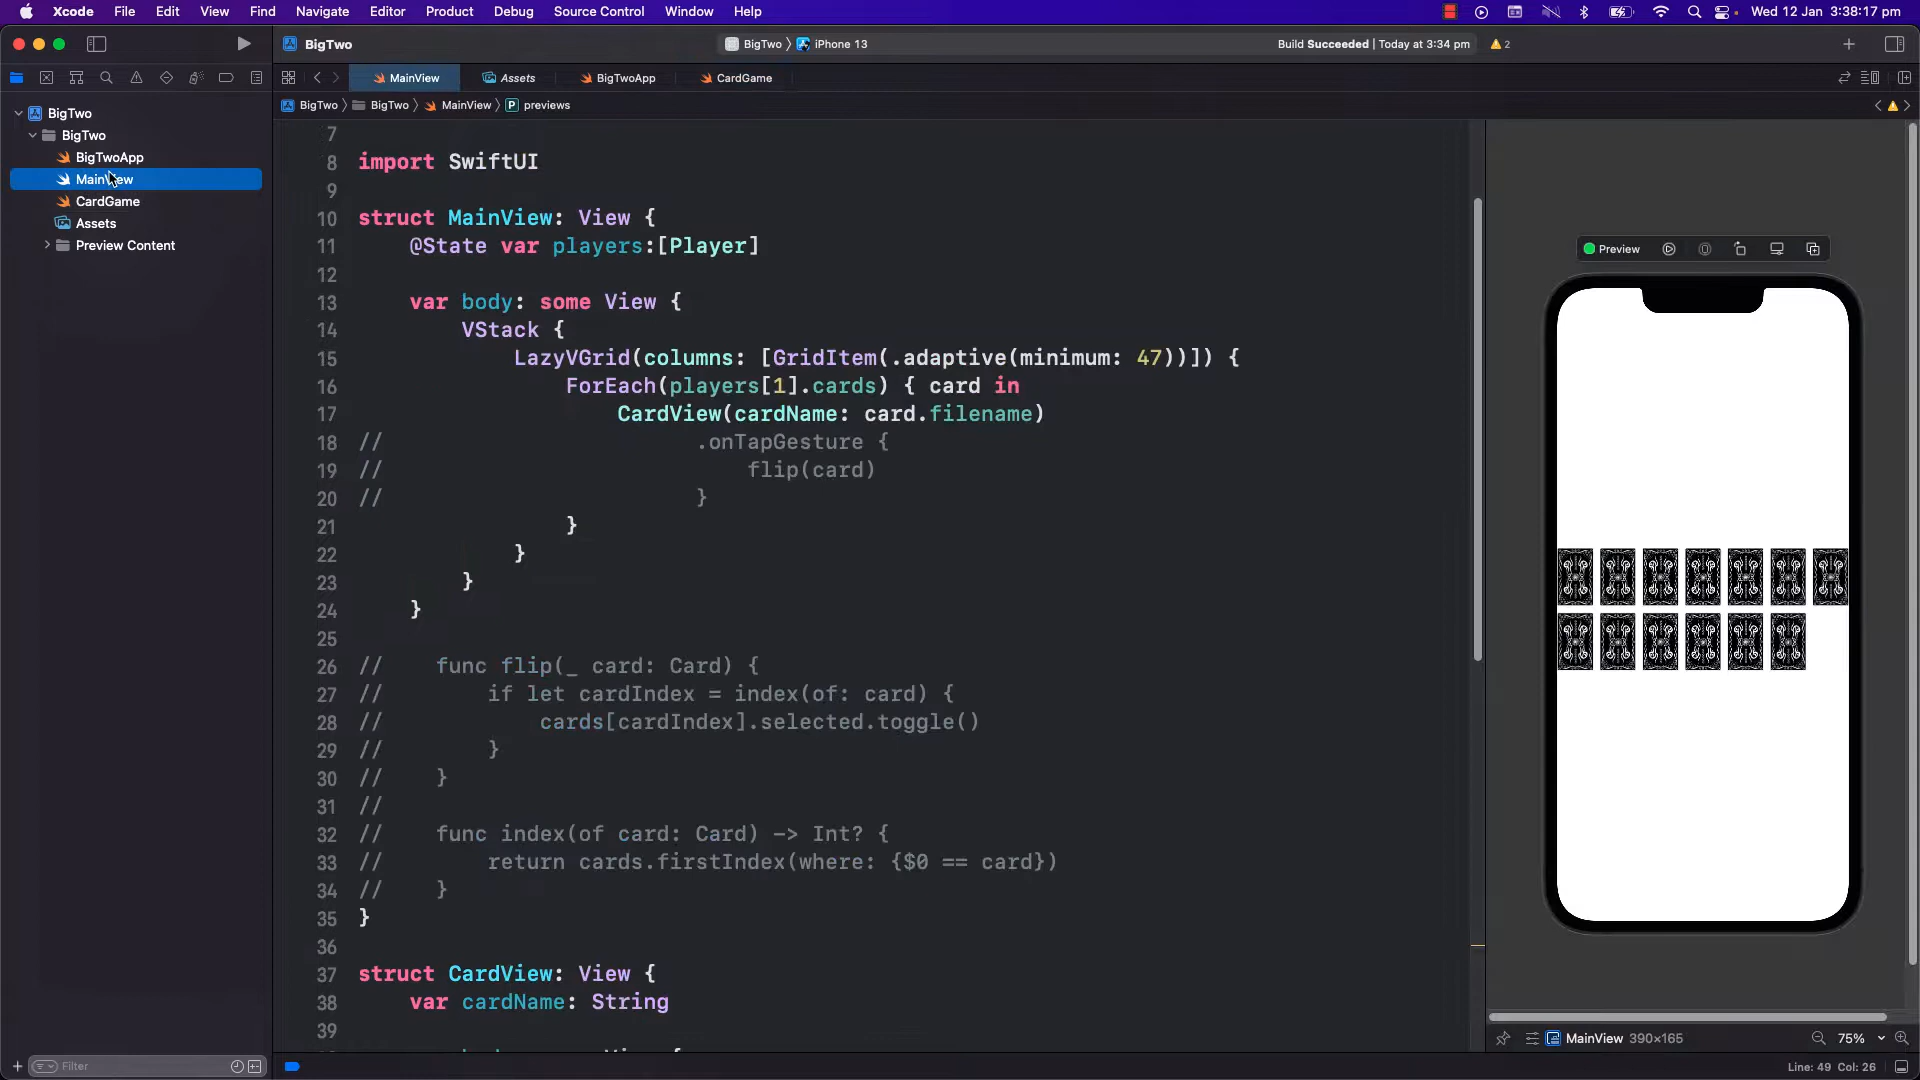 Xcode File Edit View Find Navigate Editor Product Debug Source Control Window Help Wed 12 Jan 3:38:17 pm
BigTwo BigTwo iPhone 13 Build Succeeded | Today at 3:34 pm 2
MainView Assets BigTwoApp CardGame
BigTwo BigTwo MainView P previews
BigTwo
BigTwo
BigTwoApp
MainView
CardGame
Assets
Preview Content
7
8 import SwiftUI
9
10 struct MainView: View {
11 @State var players:[Player]
12
13 var body: some View {
14 VStack {
15 LazyVGrid(columns: [GridItem(.adaptive(minimum: 47))]) {
16 ForEach(players[1].cards) { card in
17 CardView(cardName: card.filename)
18 // .onTapGesture {
19 // flip(card)
20 // }
21 }
22 }
23 }
24 }
25
26 // func flip(_ card: Card) {
27 // if let cardIndex = index(of: card) {
28 // cards[cardIndex].selected.toggle()
29 // }
30 // }
31 //
32 // func index(of card: Card) -> Int? {
33 // return cards.firstIndex(where: {$0 == card})
34 // }
35 }
36
37 struct CardView: View {
38 var cardName: String
39
Preview
MainView 390×165 75%
Filter
Line: 49 Col: 26